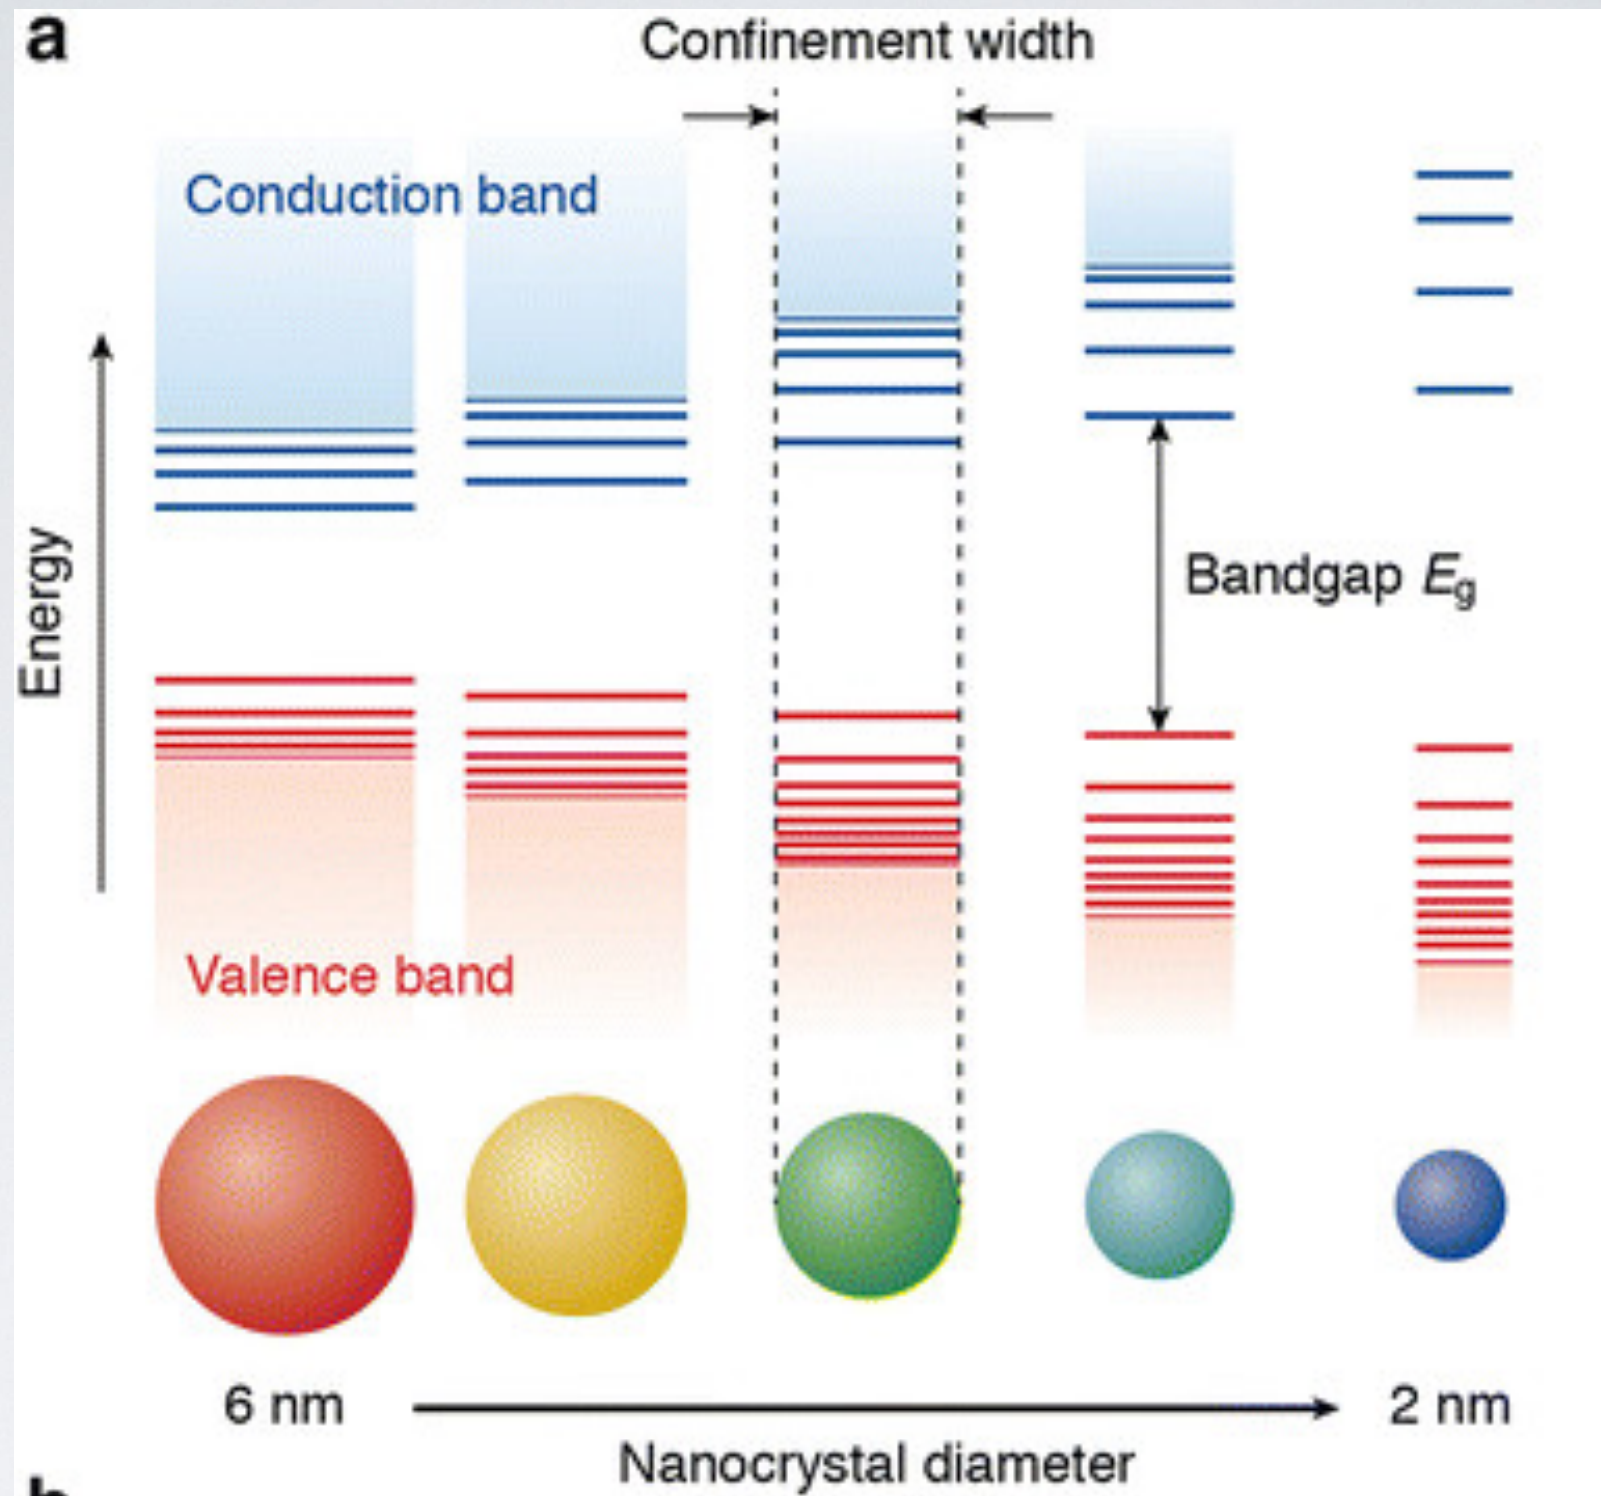 a
Confinement width
Conduction band
Energy
Bandgap Eg
Valence band
6 nm
2 nm
Nanocrystal diameter